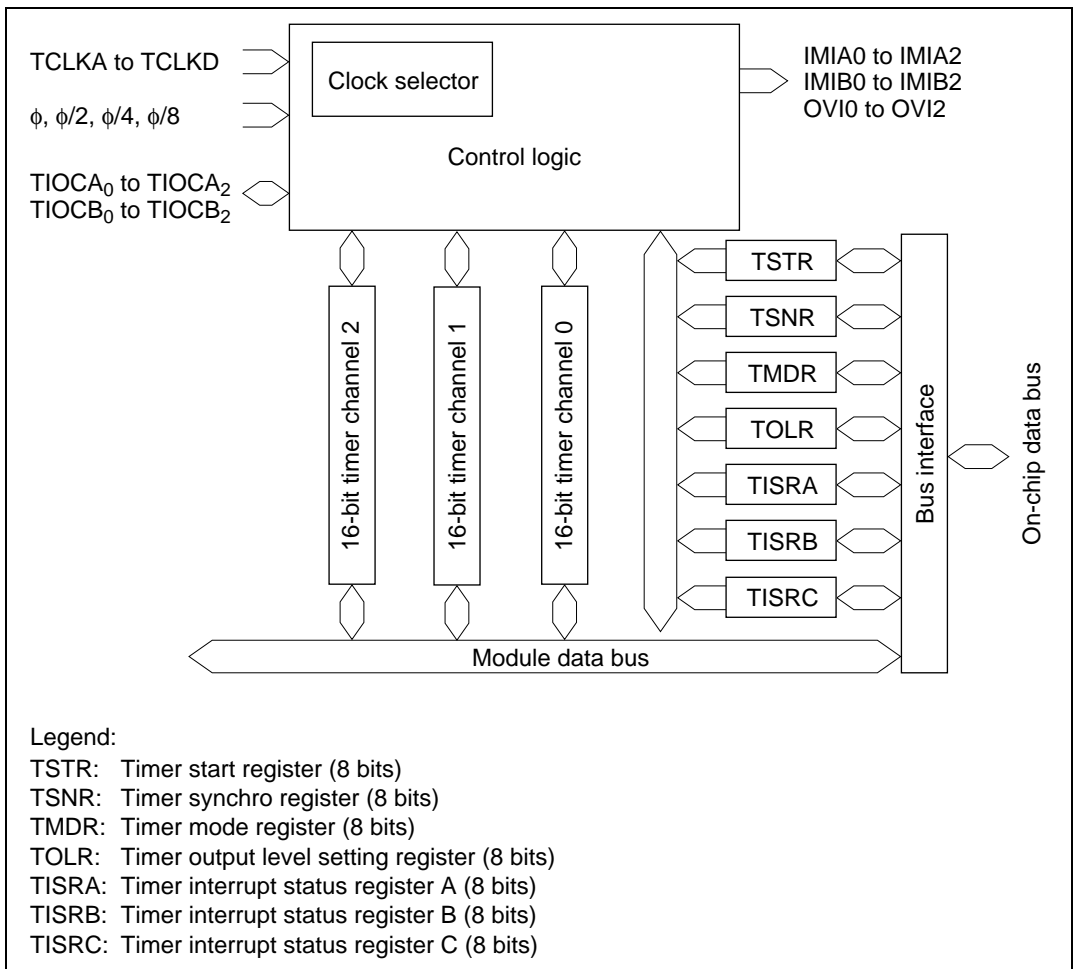 TCLKA to TCLKD
ϕ, ϕ/2, ϕ/4, ϕ/8
TIOCA₀ to TIOCA₂
TIOCB₀ to TIOCB₂
Clock selector
Control logic
IMIA0 to IMIA2
IMIB0 to IMIB2
OVI0 to OVI2
16-bit timer channel 2
16-bit timer channel 1
16-bit timer channel 0
TSTR
TSNR
TMDR
TOLR
TISRA
TISRB
TISRC
Bus interface
On-chip data bus
Module data bus
Legend:
TSTR: Timer start register (8 bits)
TSNR: Timer synchro register (8 bits)
TMDR: Timer mode register (8 bits)
TOLR: Timer output level setting register (8 bits)
TISRA: Timer interrupt status register A (8 bits)
TISRB: Timer interrupt status register B (8 bits)
TISRC: Timer interrupt status register C (8 bits)